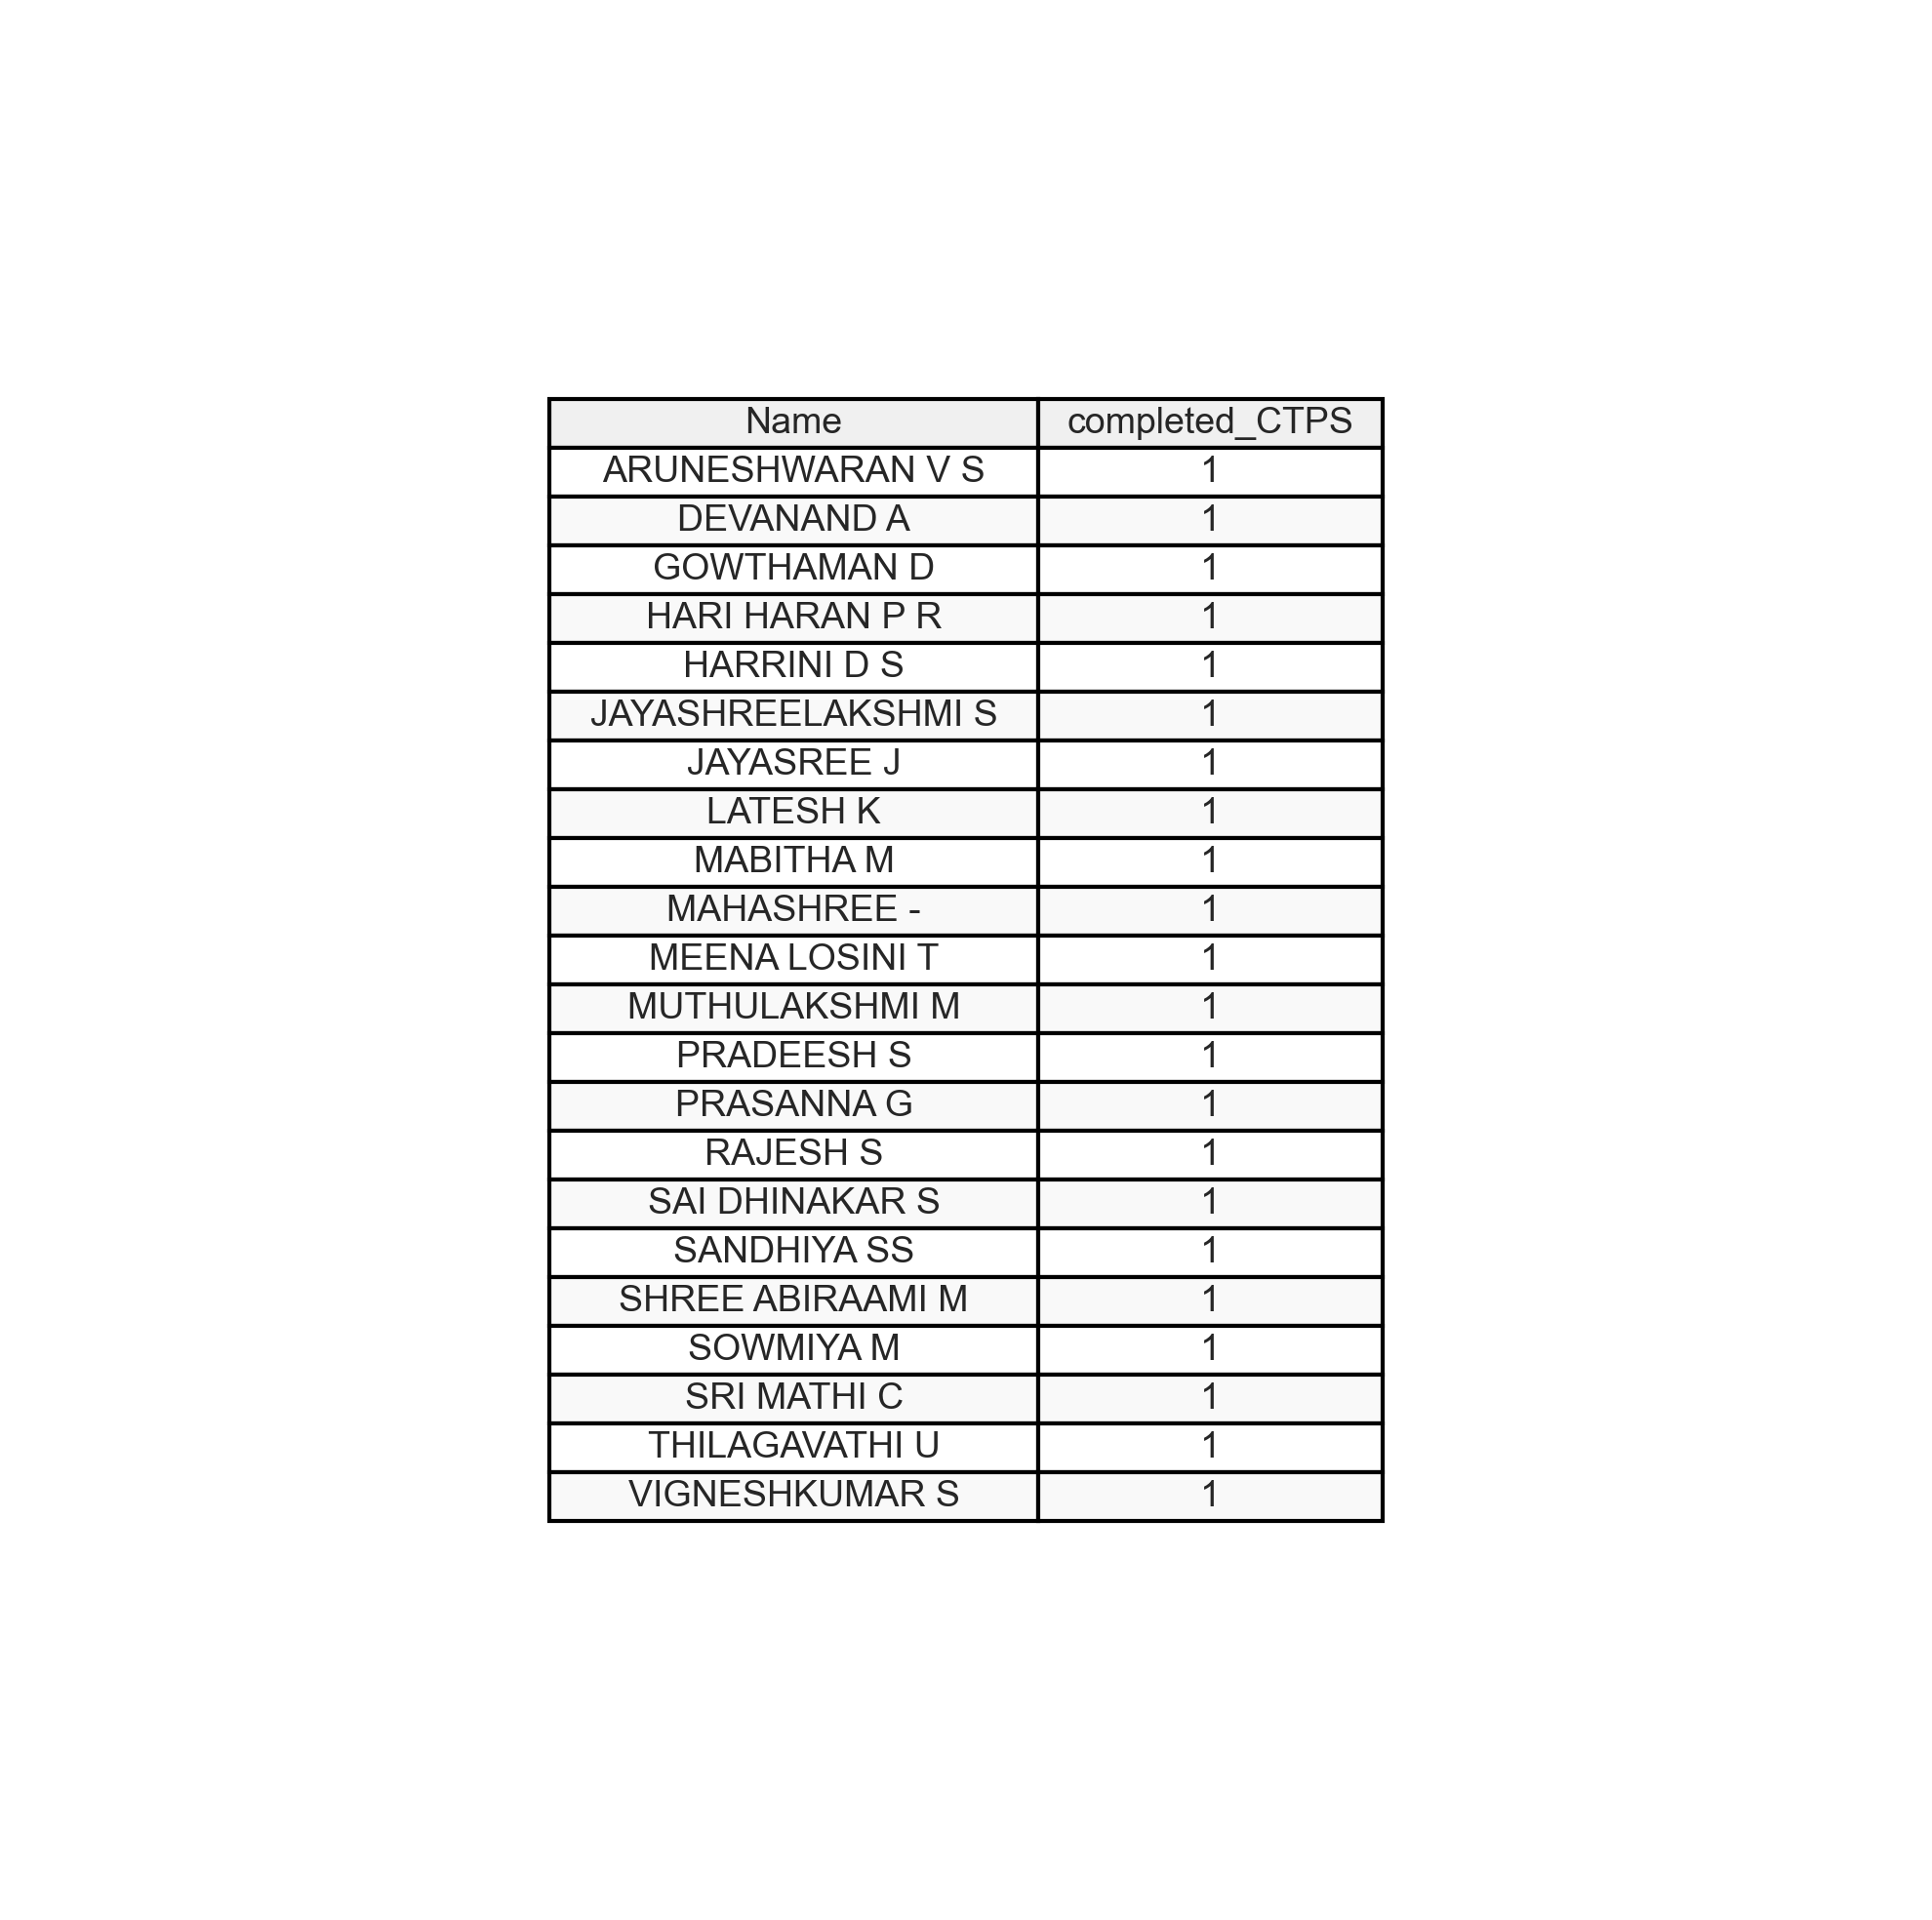 Name completed_CTPS
ARUNESHWARAN V S 1
DEVANAND A 1
GOWTHAMAN D 1
HARI HARAN P R 1
HARRINI D S 1
JAYASHREELAKSHMI S 1
JAYASREE J 1
LATESH K 1
MABITHA M 1
MAHASHREE - 1
MEENA LOSINI T 1
MUTHULAKSHMI M 1
PRADEESH S 1
PRASANNA G 1
RAJESH S 1
SAI DHINAKAR S 1
SANDHIYA SS 1
SHREE ABIRAAMI M 1
SOWMIYA M 1
SRI MATHI C 1
THILAGAVATHI U 1
VIGNESHKUMAR S 1